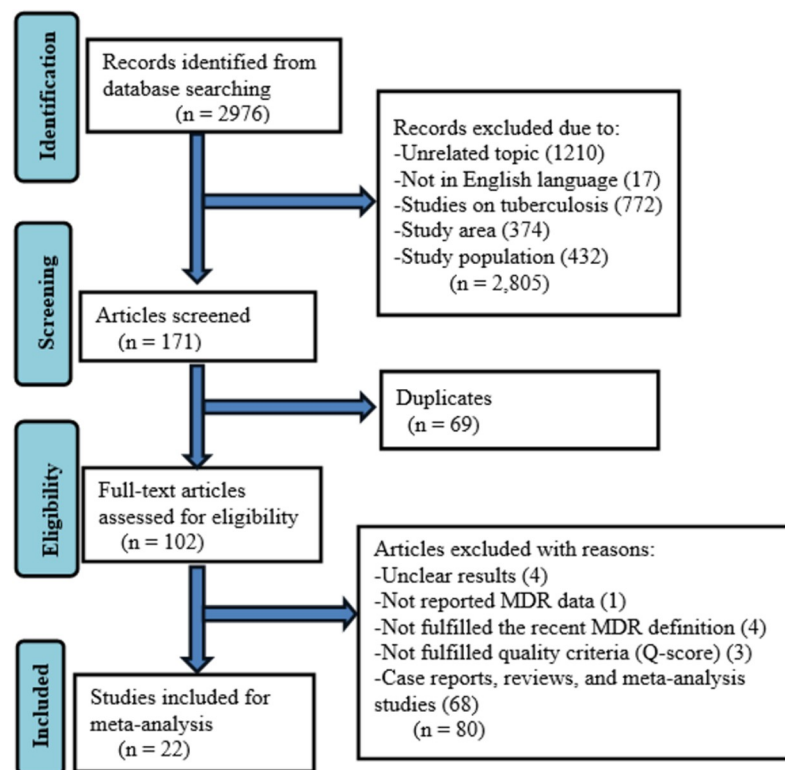 Identification
Records identified from
database searching
(n = 2976)
Records excluded due to:
-Unrelated topic (1210)
-Not in English language (17)
-Studies on tuberculosis (772)
-Study area (374)
-Study population (432)
(n = 2,805)
Screening
Articles screened
(n = 171)
Duplicates
(n = 69)
Eligibility
Full-text articles
assessed for eligibility
(n = 102)
Articles excluded with reasons:
-Unclear results (4)
-Not reported MDR data (1)
-Not fulfilled the recent MDR definition (4)
-Not fulfilled quality criteria (Q-score) (3)
-Case reports, reviews, and meta-analysis
studies (68)
(n = 80)
Included
Studies included for
meta-analysis
(n = 22)